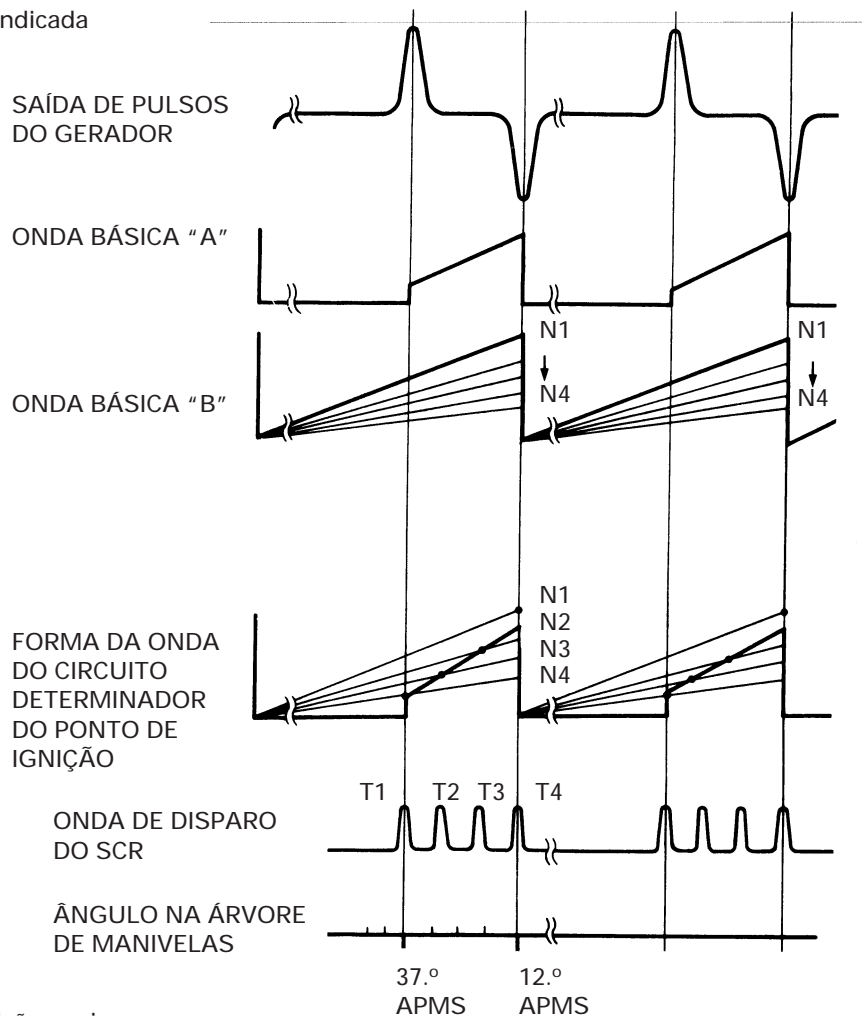 ndicada
SAÍDA DE PULSOS
DO GERADOR
ONDA BÁSICA “A”
N1
N4
N1
N4
ONDA BÁSICA “B”
N1
N2
N3
N4
FORMA DA ONDA
DO CIRCUITO
DETERMINADOR
DO PONTO DE
IGNIÇÃO
T1 T2 T3 T4
ONDA DE DISPARO
DO SCR
ÂNGULO NA ÁRVORE
DE MANIVELAS
37.º
APMS
12.º
APMS